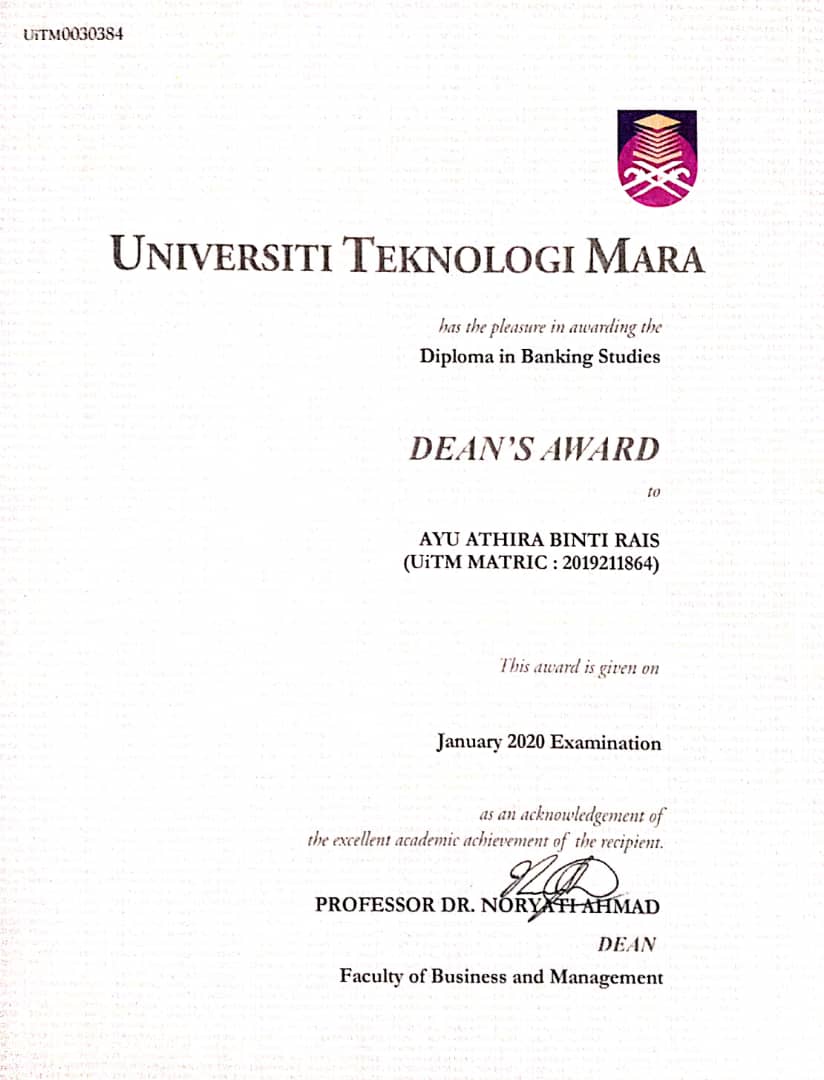 UiTM0030384
UNIVERSITI TEKNOLOGI MARA
has the pleasure in awarding the
Diploma in Banking Studies
DEAN'S AWARD
to
AYU ATHIRA BINTI RAIS
(UiTM MATRIC : 2019211864)
This award is given on
January 2020 Examination
as an acknowledgement of
the excellent academic achievement of the recipient.
PROFESSOR DR. NORYATI AHMAD
DEAN
Faculty of Business and Management